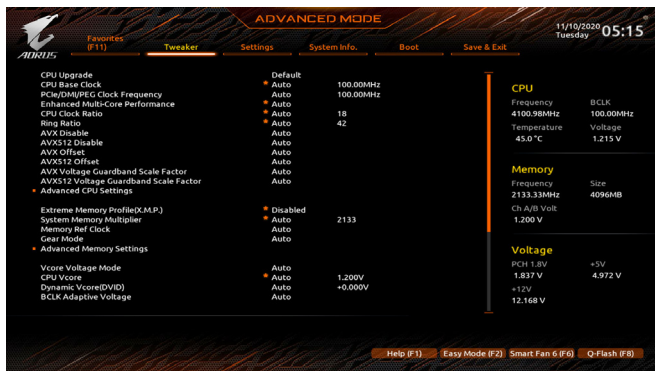 ADVANCED MODE
11/10/2020 Tuesday 05:15
AORUS
Favorites (F11) Tweaker Settings System Info. Boot Save & Exit
CPU Upgrade Default
CPU Base Clock * Auto 100.00MHz
PCIe/DMI/PEG Clock Frequency Auto 100.00MHz
Enhanced Multi-Core Performance * Auto
CPU Clock Ratio * Auto 18
Ring Ratio * Auto 42
AVX Disable Auto
AVX512 Disable Auto
AVX Offset Auto
AVX512 Offset Auto
AVX Voltage Guardband Scale Factor Auto
AVX512 Voltage Guardband Scale Factor Auto
Advanced CPU Settings
Extreme Memory Profile(X.M.P.) * Disabled
System Memory Multiplier * Auto 2133
Memory Ref Clock Auto
Gear Mode Auto
Advanced Memory Settings
Vcore Voltage Mode Auto
CPU Vcore * Auto 1.200V
Dynamic Vcore(DVID) Auto +0.000V
BCLK Adaptive Voltage Auto
CPU
Frequency BCLK
4100.98MHz 100.00MHz
Temperature Voltage
45.0 °C 1.215 V
Memory
Frequency Size
2133.33MHz 4096MB
Ch A/B Volt
1.200 V
Voltage
PCH 1.8V +5V
1.837 V 4.972 V
+12V
12.168 V
Help (F1) Easy Mode (F2) Smart Fan 6 (F6) Q-Flash (F8)